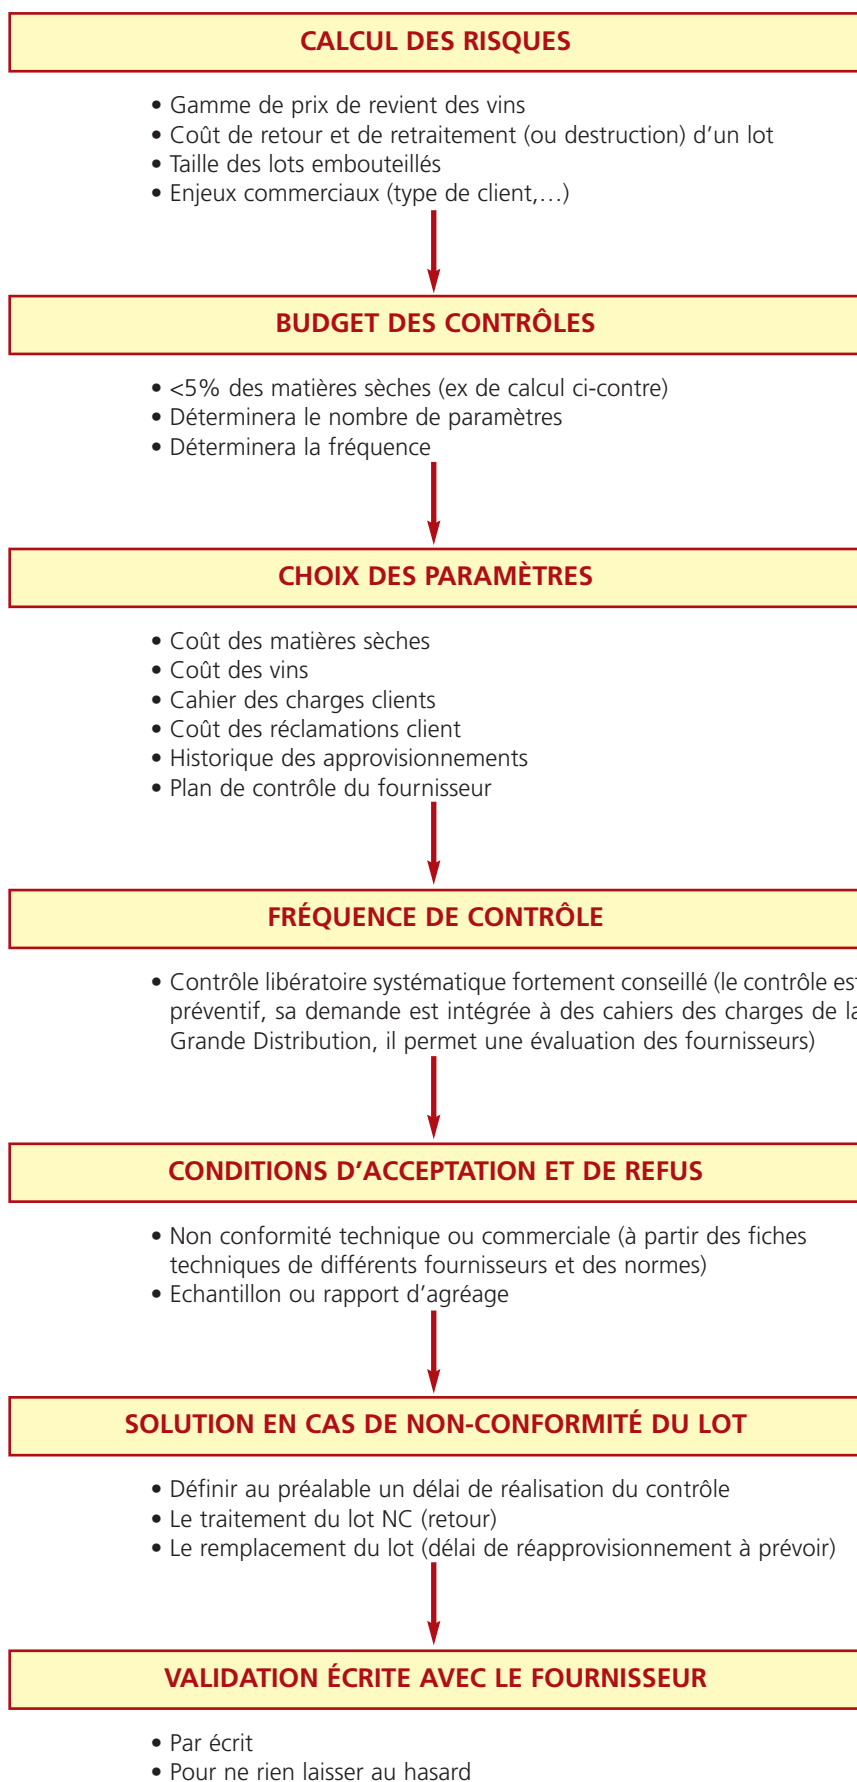 CALCUL DES RISQUES
• Gamme de prix de revient des vins
• Coût de retour et de retraitement (ou destruction) d’un lot
• Taille des lots embouteillés
• Enjeux commerciaux (type de client,…)
BUDGET DES CONTRÔLES
• <5% des matières sèches (ex de calcul ci-contre)
• Déterminera le nombre de paramètres
• Déterminera la fréquence
CHOIX DES PARAMÈTRES
• Coût des matières sèches
• Coût des vins
• Cahier des charges clients
• Coût des réclamations client
• Historique des approvisionnements
• Plan de contrôle du fournisseur
FRÉQUENCE DE CONTRÔLE
• Contrôle libératoire systématique fortement conseillé (le contrôle est
préventif, sa demande est intégrée à des cahiers des charges de la
Grande Distribution, il permet une évaluation des fournisseurs)
CONDITIONS D’ACCEPTATION ET DE REFUS
• Non conformité technique ou commerciale (à partir des fiches
techniques de différents fournisseurs et des normes)
• Echantillon ou rapport d’agréage
SOLUTION EN CAS DE NON-CONFORMITÉ DU LOT
• Définir au préalable un délai de réalisation du contrôle
• Le traitement du lot NC (retour)
• Le remplacement du lot (délai de réapprovisionnement à prévoir)
VALIDATION ÉCRITE AVEC LE FOURNISSEUR
• Par écrit
• Pour ne rien laisser au hasard